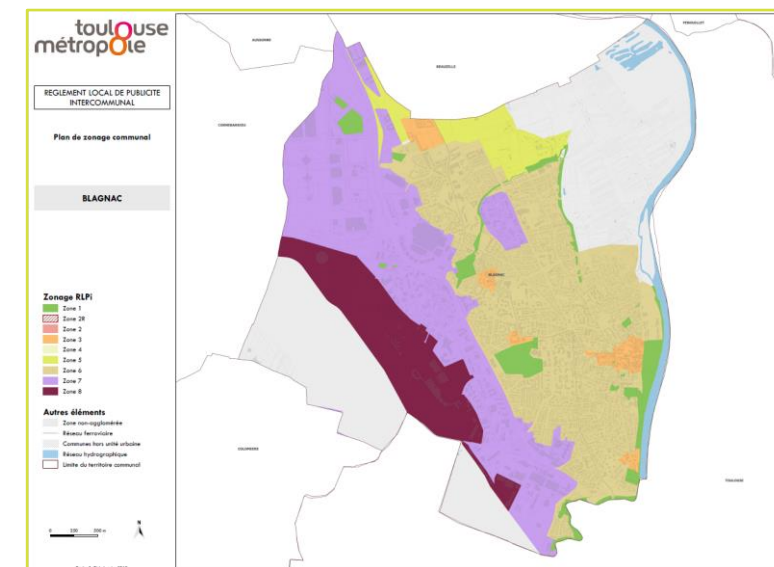 toulouse
métropole
REGLEMENT LOCAL DE PUBLICITE
INTERCOMMUNAL
Plan de zonage communal
BLAGNAC
Zonage RLPi
Zone 1
Zone 2R
Zone 2
Zone 3
Zone 4
Zone 5
Zone 6
Zone 7
Zone 8
Autres éléments
Zone non-agglomérée
Réseau ferroviaire
Communes hors unité urbaine
Réseau hydrographique
Limite du territoire communal
N
AUSSONNE
BEAUZELLE
CORNEBARRIEU
BLAGNAC
COLOMIERS
TOULOUSE